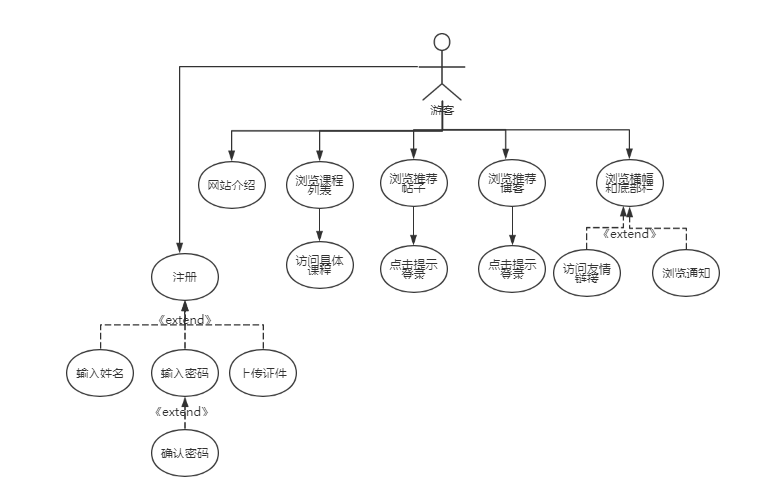 游客
网站介绍
浏览课程
列表
浏览推荐
帖子
浏览推荐
博客
浏览横幅
和底部栏
《extend》
访问具体
课程
点击提示
登录
点击提示
登录
访问友情
链接
浏览通知
注册
《extend》
输入姓名
输入密码
上传证件
《extend》
确认密码